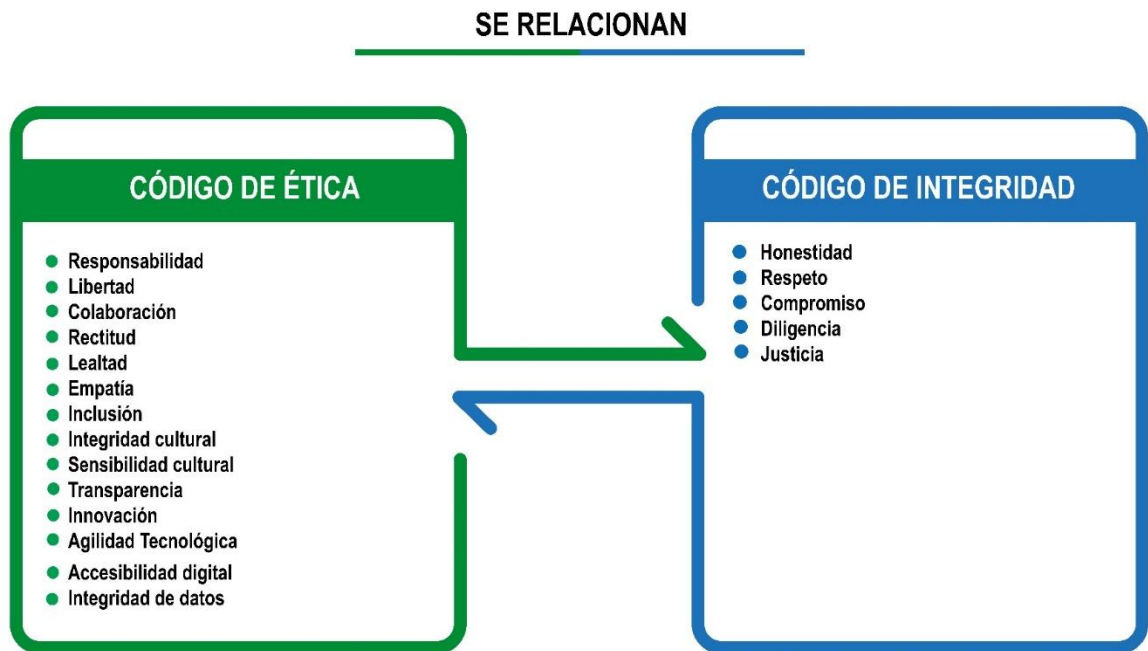 SE RELACIONAN
CÓDIGO DE ÉTICA
Responsabilidad
Libertad
Colaboración
Rectitud
Lealtad
Empatía
Inclusión
Integridad cultural
Sensibilidad cultural
Transparencia
Innovación
Agilidad Tecnológica
Accesibilidad digital
Integridad de datos
CÓDIGO DE INTEGRIDAD
Honestidad
Respeto
Compromiso
Diligencia
Justicia